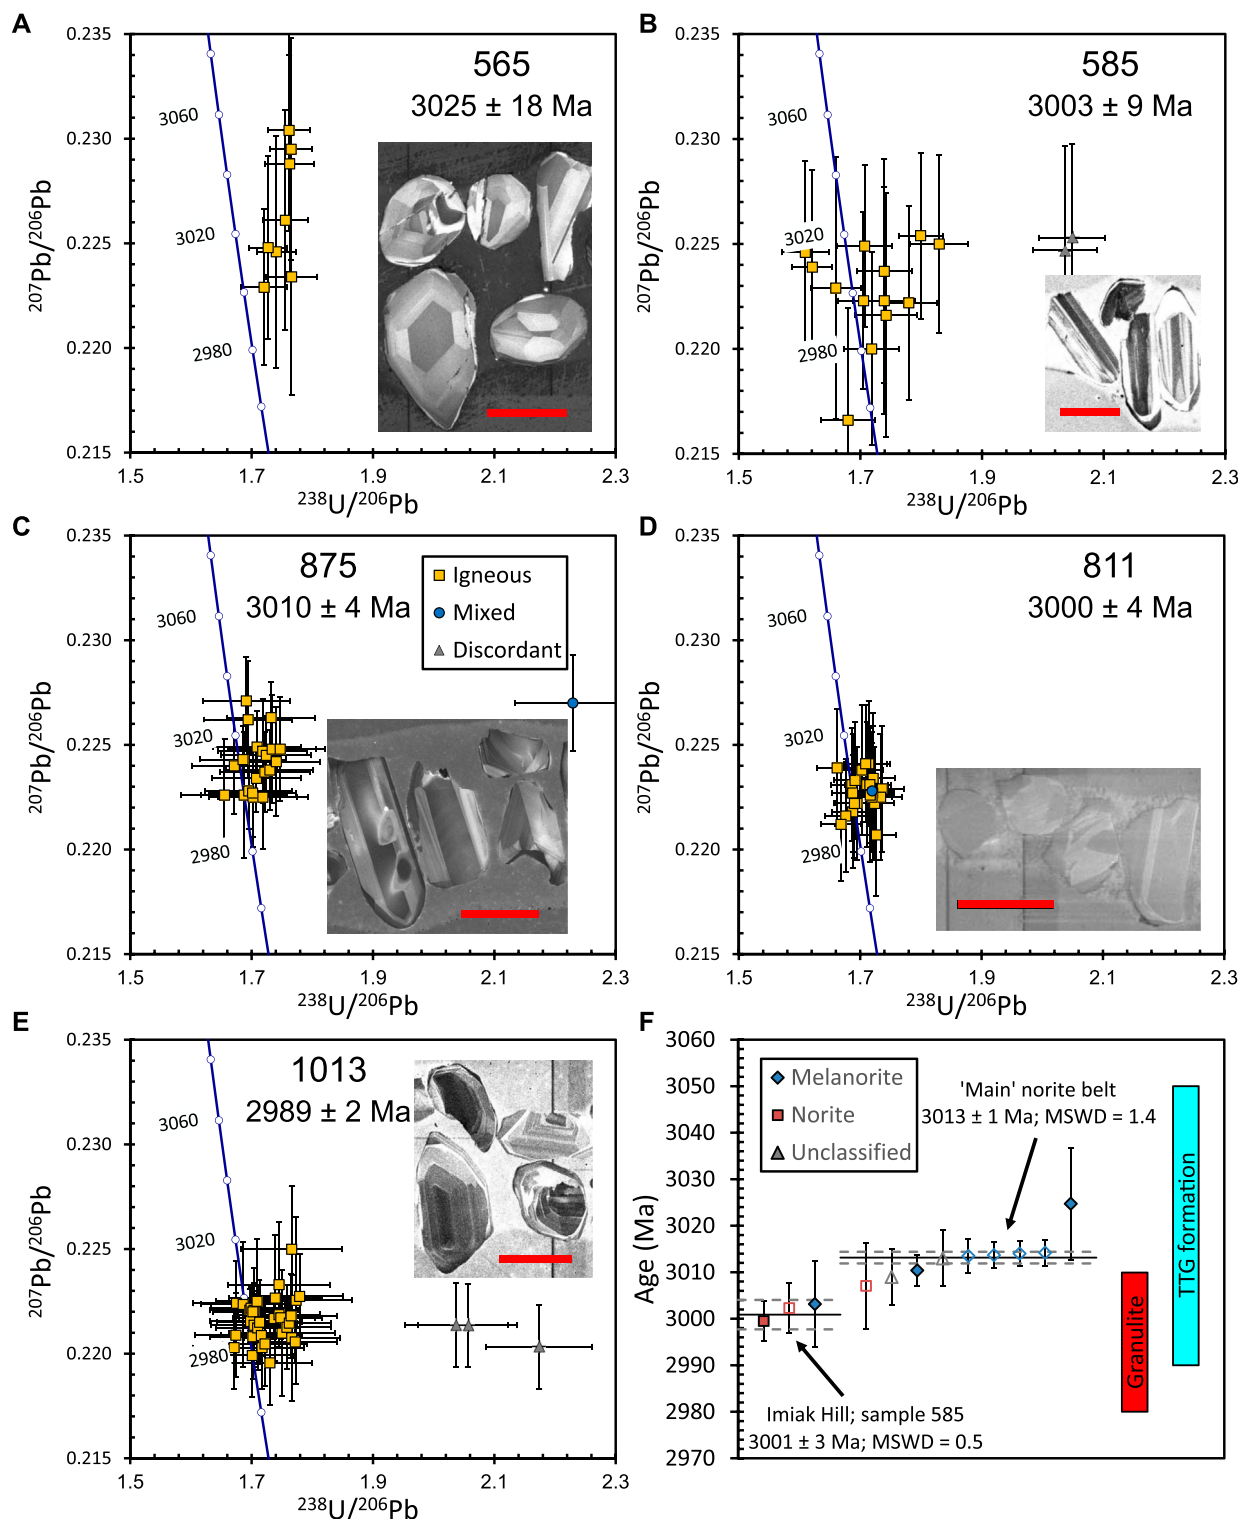 A
565
3025 ± 18 Ma
0.235
0.230
0.225
0.220
0.215
3060
3020
2980
207Pb/206Pb
1.5
1.7
1.9
2.1
2.3
238U/206Pb
B
585
3003 ± 9 Ma
0.235
0.230
0.225
0.220
0.215
3060
3020
2980
207Pb/206Pb
1.5
1.7
1.9
2.1
2.3
238U/206Pb
C
875
3010 ± 4 Ma
Igneous
Mixed
Discordant
0.235
0.230
0.225
0.220
0.215
3060
3020
2980
207Pb/206Pb
1.5
1.7
1.9
2.1
2.3
238U/206Pb
D
811
3000 ± 4 Ma
0.235
0.230
0.225
0.220
0.215
3060
3020
2980
207Pb/206Pb
1.5
1.7
1.9
2.1
2.3
238U/206Pb
E
1013
2989 ± 2 Ma
0.235
0.230
0.225
0.220
0.215
3060
3020
2980
207Pb/206Pb
1.5
1.7
1.9
2.1
2.3
238U/206Pb
F
3060
3050
3040
3030
3020
3010
3000
2990
2980
2970
Age (Ma)
Melanorite
Norite
Unclassified
'Main' norite belt
3013 ± 1 Ma; MSWD = 1.4
Imiak Hill; sample 585
3001 ± 3 Ma; MSWD = 0.5
Granulite
TTG formation